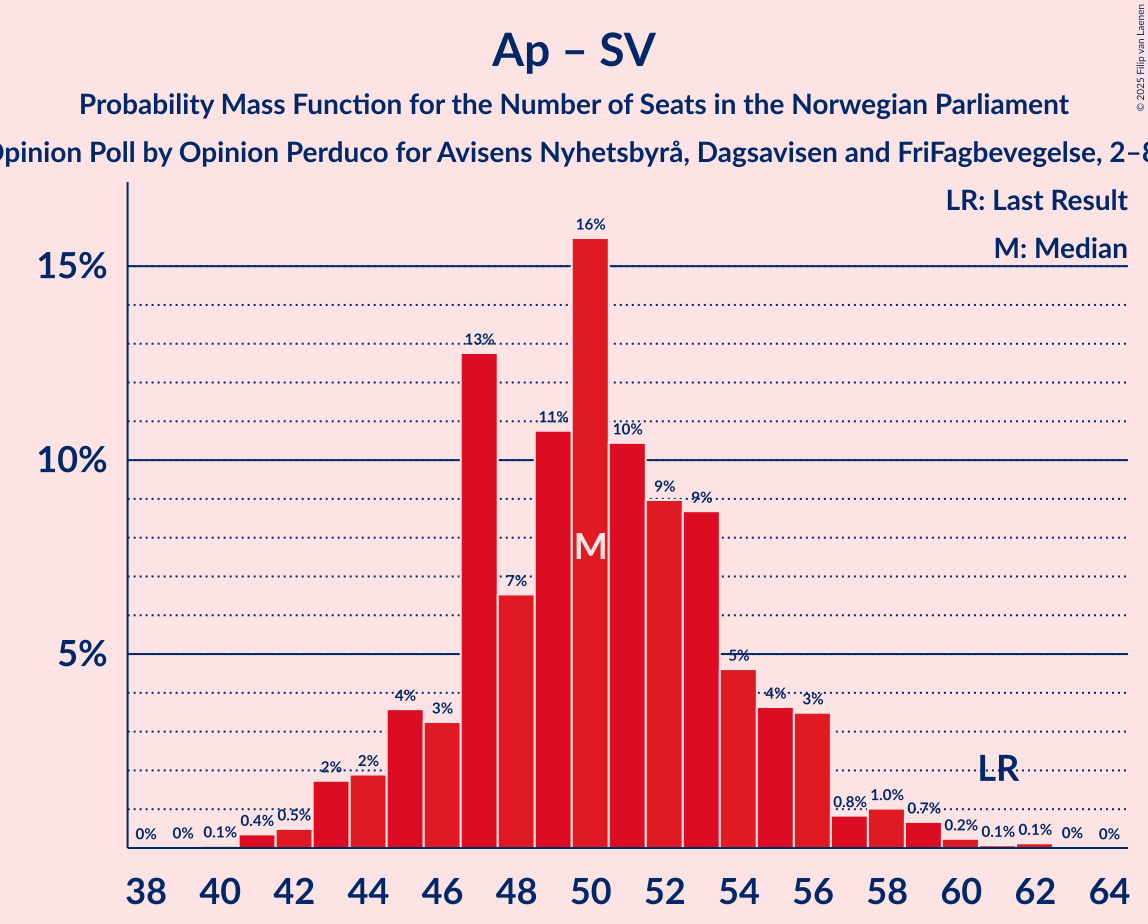 Ap – SV
Probability Mass Function for the Number of Seats in the Norwegian Parliament
Opinion Poll by Opinion Perduco for Avisens Nyhetsbyrå, Dagsavisen and FriFagbevegelse, 2–8
© 2025 Filip van Laenen
LR: Last Result
M: Median
15%
10%
5%
0% 0% 0.1% 0.4% 0.5% 2% 2% 4% 3% 13% 7% 11% 16% 10% 9% 9% 5% 4% 3% 0.8% 1.0% 0.7% 0.2% 0.1% 0.1% 0% 0%
M
LR
38 40 42 44 46 48 50 52 54 56 58 60 62 64